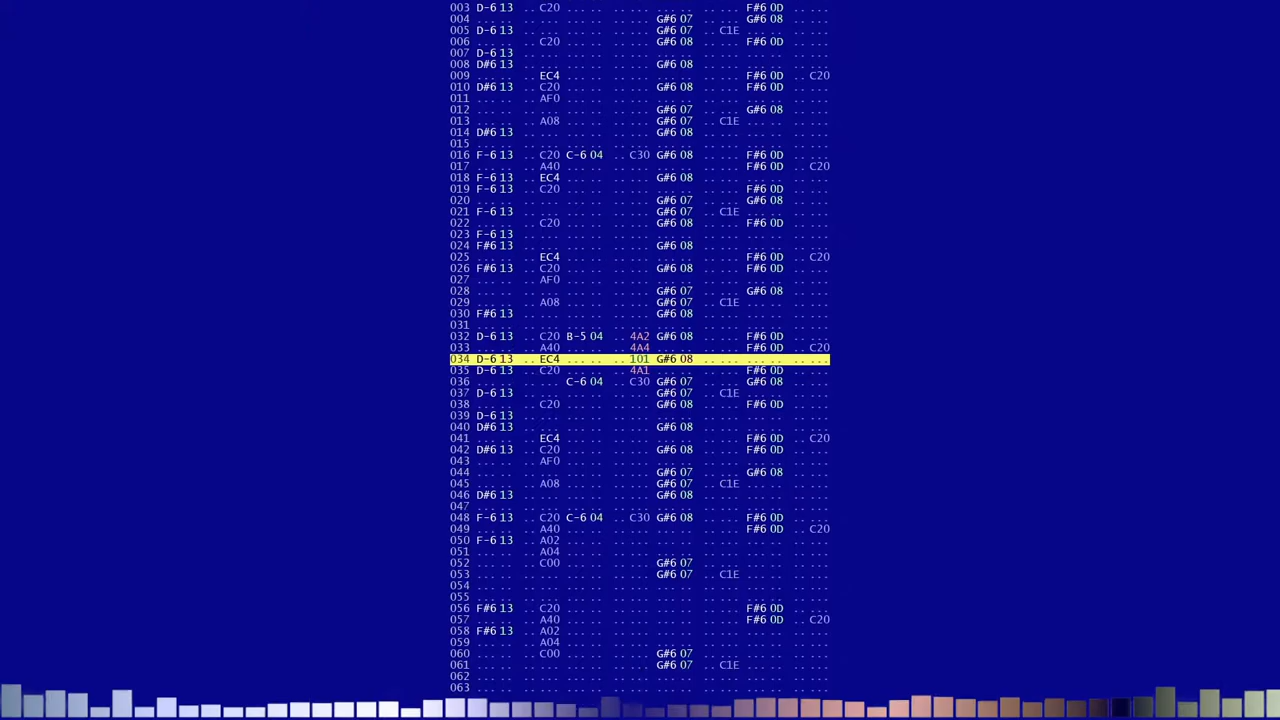 003 D-6 13 .. C20 ... .. .. ... ... .. .. ... F#6 0D .. ...
004 ... .. .. ... ... .. .. ... G#6 07 .. ... G#6 08 .. ...
005 D-6 13 .. ... ... .. .. ... G#6 07 .. C1E ... .. .. ...
006 ... .. .. C20 ... .. .. ... G#6 08 .. ... F#6 0D .. ...
007 D-6 13 .. ... ... .. .. ... ... .. .. ... ... .. .. ...
008 D#6 13 .. ... ... .. .. ... G#6 08 .. ... ... .. .. ...
009 ... .. .. EC4 ... .. .. ... ... .. .. ... F#6 0D .. C20
010 D#6 13 .. C20 ... .. .. ... G#6 08 .. ... F#6 0D .. ...
011 ... .. .. AF0 ... .. .. ... ... .. .. ... ... .. .. ...
012 ... .. .. ... ... .. .. ... G#6 07 .. ... G#6 08 .. ...
013 ... .. .. A08 ... .. .. ... G#6 07 .. C1E ... .. .. ...
014 D#6 13 .. ... ... .. .. ... G#6 08 .. ... ... .. .. ...
015 ... .. .. ... ... .. .. ... ... .. .. ... ... .. .. ...
016 F-6 13 .. C20 C-6 04 .. C30 G#6 08 .. ... F#6 0D .. ...
017 ... .. .. A40 ... .. .. ... ... .. .. ... F#6 0D .. C20
018 F-6 13 .. EC4 ... .. .. ... G#6 08 .. ... ... .. .. ...
019 F-6 13 .. C20 ... .. .. ... ... .. .. ... F#6 0D .. ...
020 ... .. .. ... ... .. .. ... G#6 07 .. ... G#6 08 .. ...
021 F-6 13 .. ... ... .. .. ... G#6 07 .. C1E ... .. .. ...
022 ... .. .. C20 ... .. .. ... G#6 08 .. ... F#6 0D .. ...
023 F-6 13 .. ... ... .. .. ... ... .. .. ... ... .. .. ...
024 F#6 13 .. ... ... .. .. ... G#6 08 .. ... ... .. .. ...
025 ... .. .. EC4 ... .. .. ... ... .. .. ... F#6 0D .. C20
026 F#6 13 .. C20 ... .. .. ... G#6 08 .. ... F#6 0D .. ...
027 ... .. .. AF0 ... .. .. ... ... .. .. ... ... .. .. ...
028 ... .. .. ... ... .. .. ... G#6 07 .. ... G#6 08 .. ...
029 ... .. .. A08 ... .. .. ... G#6 07 .. C1E ... .. .. ...
030 F#6 13 .. ... ... .. .. ... G#6 08 .. ... ... .. .. ...
031 ... .. .. ... ... .. .. ... ... .. .. ... ... .. .. ...
032 D-6 13 .. C20 B-5 04 .. 4A2 G#6 08 .. ... F#6 0D .. ...
033 ... .. .. A40 ... .. .. 4A4 ... .. .. ... F#6 0D .. C20
034 D-6 13 .. EC4 ... .. .. 101 G#6 08 .. ... ... .. .. ...
035 D-6 13 .. C20 ... .. .. 4A1 ... .. .. ... F#6 0D .. ...
036 ... .. .. ... C-6 04 .. C30 G#6 07 .. ... G#6 08 .. ...
037 D-6 13 .. ... ... .. .. ... G#6 07 .. C1E ... .. .. ...
038 ... .. .. C20 ... .. .. ... G#6 08 .. ... F#6 0D .. ...
039 D-6 13 .. ... ... .. .. ... ... .. .. ... ... .. .. ...
040 D#6 13 .. ... ... .. .. ... G#6 08 .. ... ... .. .. ...
041 ... .. .. EC4 ... .. .. ... ... .. .. ... F#6 0D .. C20
042 D#6 13 .. C20 ... .. .. ... G#6 08 .. ... F#6 0D .. ...
043 ... .. .. AF0 ... .. .. ... ... .. .. ... ... .. .. ...
044 ... .. .. ... ... .. .. ... G#6 07 .. ... G#6 08 .. ...
045 ... .. .. A08 ... .. .. ... G#6 07 .. C1E ... .. .. ...
046 D#6 13 .. ... ... .. .. ... G#6 08 .. ... ... .. .. ...
047 ... .. .. ... ... .. .. ... ... .. .. ... ... .. .. ...
048 F-6 13 .. C20 C-6 04 .. C30 G#6 08 .. ... F#6 0D .. ...
049 ... .. .. A40 ... .. .. ... ... .. .. ... F#6 0D .. C20
050 F-6 13 .. A02 ... .. .. ... ... .. .. ... ... .. .. ...
051 ... .. .. A04 ... .. .. ... ... .. .. ... ... .. .. ...
052 ... .. .. C00 ... .. .. ... G#6 07 .. ... ... .. .. ...
053 ... .. .. ... ... .. .. ... G#6 07 .. C1E ... .. .. ...
054 ... .. .. ... ... .. .. ... ... .. .. ... ... .. .. ...
055 ... .. .. ... ... .. .. ... ... .. .. ... ... .. .. ...
056 F#6 13 .. C20 ... .. .. ... ... .. .. ... F#6 0D .. ...
057 ... .. .. A40 ... .. .. ... ... .. .. ... F#6 0D .. C20
058 F#6 13 .. A02 ... .. .. ... ... .. .. ... ... .. .. ...
059 ... .. .. A04 ... .. .. ... ... .. .. ... ... .. .. ...
060 ... .. .. C00 ... .. .. ... G#6 07 .. ... ... .. .. ...
061 ... .. .. ... ... .. .. ... G#6 07 .. C1E ... .. .. ...
062 ... .. .. ... ... .. .. ... ... .. .. ... ... .. .. ...
063 ... .. .. ... ... .. .. ... ... .. .. ... ... .. .. ...